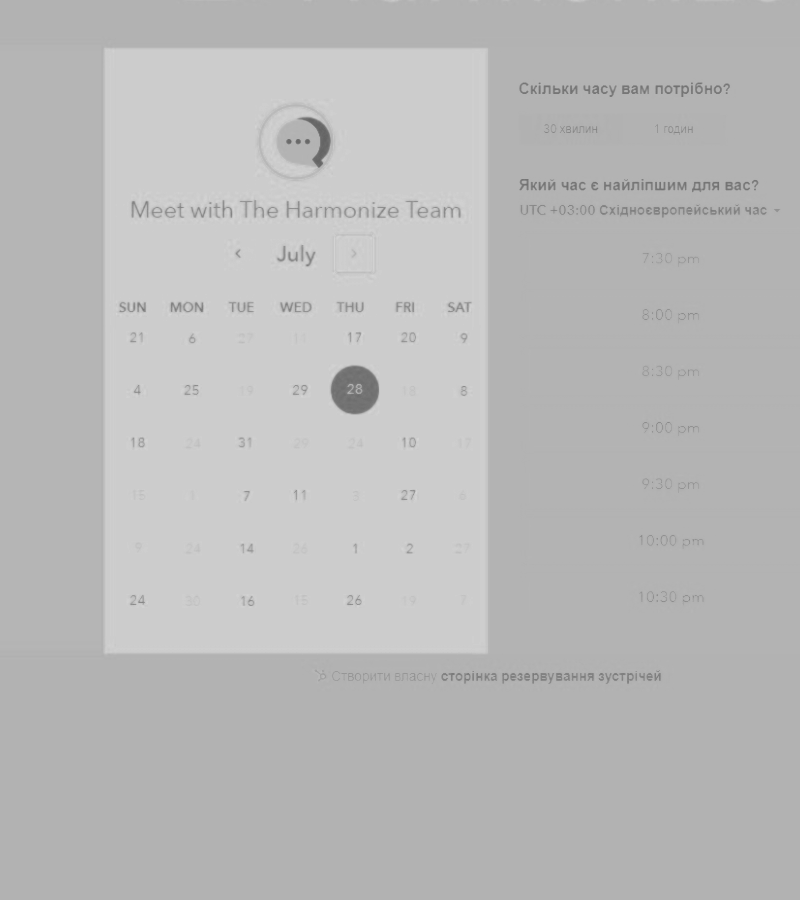 Meet with The Harmonize Team
July
SUN MON TUE WED THU FRI SAT
21 6 27 11 17 20 9
4 25 19 29 28 13 8
18 24 31 29 24 10 17
15 7 11 3 27 6
9 24 14 26 1 2 27
24 30 16 15 26 19 7
Скільки часу вам потрібно?
30 хвилин 1 годин
Який час є найліпшим для вас?
UTC +03:00 Східноєвропейський час
7:30 pm
8:00 pm
8:30 pm
9:00 pm
9:30 pm
10:00 pm
10:30 pm
Створити власну сторінка резервування зустрічей